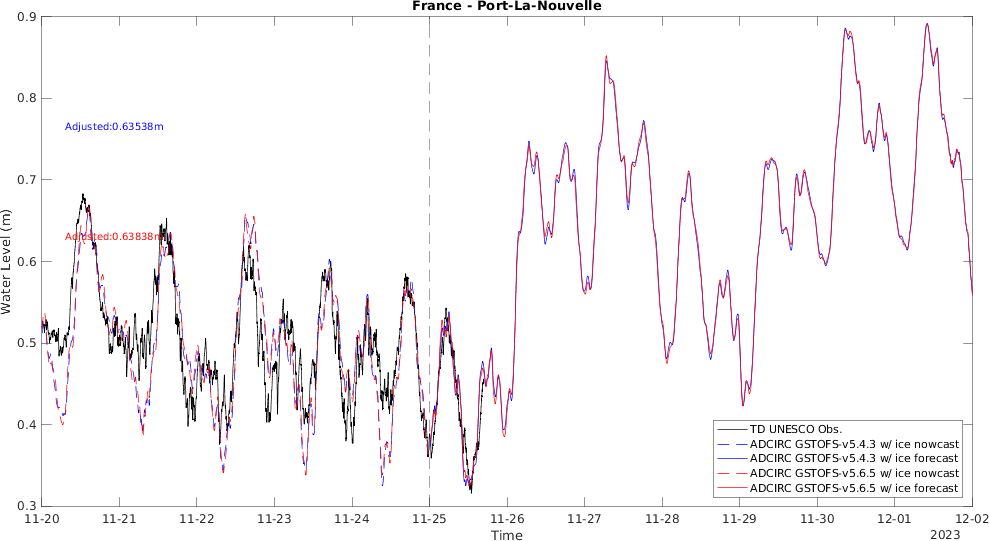 France - Port-La-Nouvelle
0.9
0.8
0.7
0.6
0.5
0.4
0.3
Water Level (m)
Adjusted:0.63538m
Adjusted:0.63838m
TD UNESCO Obs.
ADCIRC GSTOFS-v5.4.3 w/ ice nowcast
ADCIRC GSTOFS-v5.4.3 w/ ice forecast
ADCIRC GSTOFS-v5.6.5 w/ ice nowcast
ADCIRC GSTOFS-v5.6.5 w/ ice forecast
11-20 11-21 11-22 11-23 11-24 11-25 11-26 11-27 11-28 11-29 11-30 12-01 12-02
Time
2023